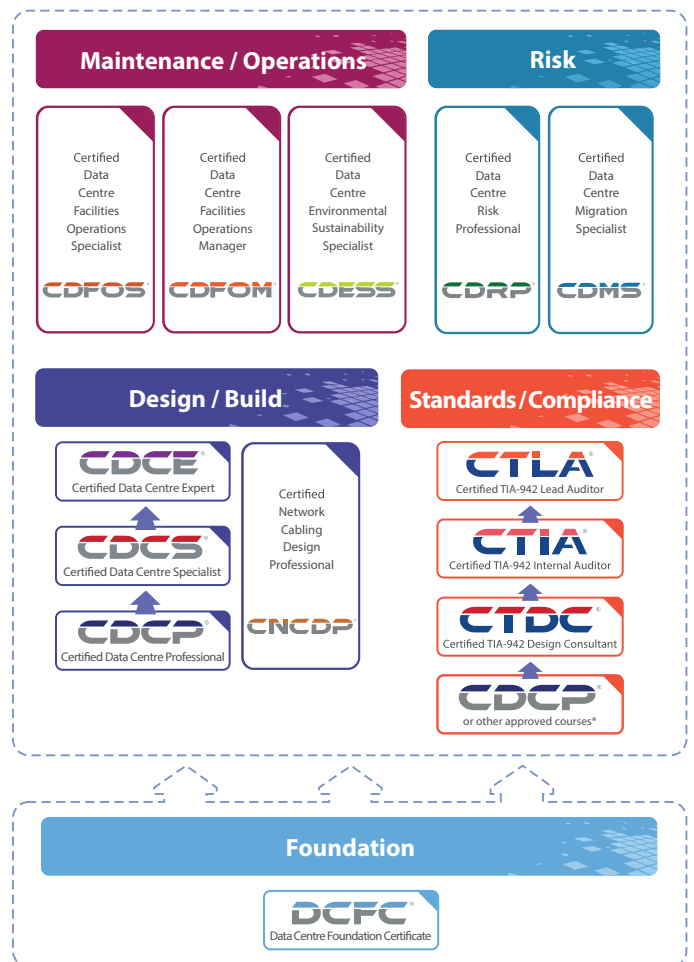 Maintenance / Operations
Certified
Data
Centre
Facilities
Operations
Specialist
CDFOS®
Certified
Data
Centre
Facilities
Operations
Manager
CDFOM®
Certified
Data
Centre
Environmental
Sustainability
Specialist
CDESS®
Risk
Certified
Data
Centre
Risk
Professional
CDRP®
Certified
Data
Centre
Migration
Specialist
CDMS®
Design / Build
CDCE®
Certified Data Centre Expert
CDCS®
Certified Data Centre Specialist
CDCP®
Certified Data Centre Professional
Certified
Network
Cabling
Design
Professional
CNCDP®
Standards/Compliance
CTLA®
Certified TIA-942 Lead Auditor
CTIA®
Certified TIA-942 Internal Auditor
CTDC®
Certified TIA-942 Design Consultant
CDCP®
or other approved courses*
Foundation
DCFC®
Data Centre Foundation Certificate